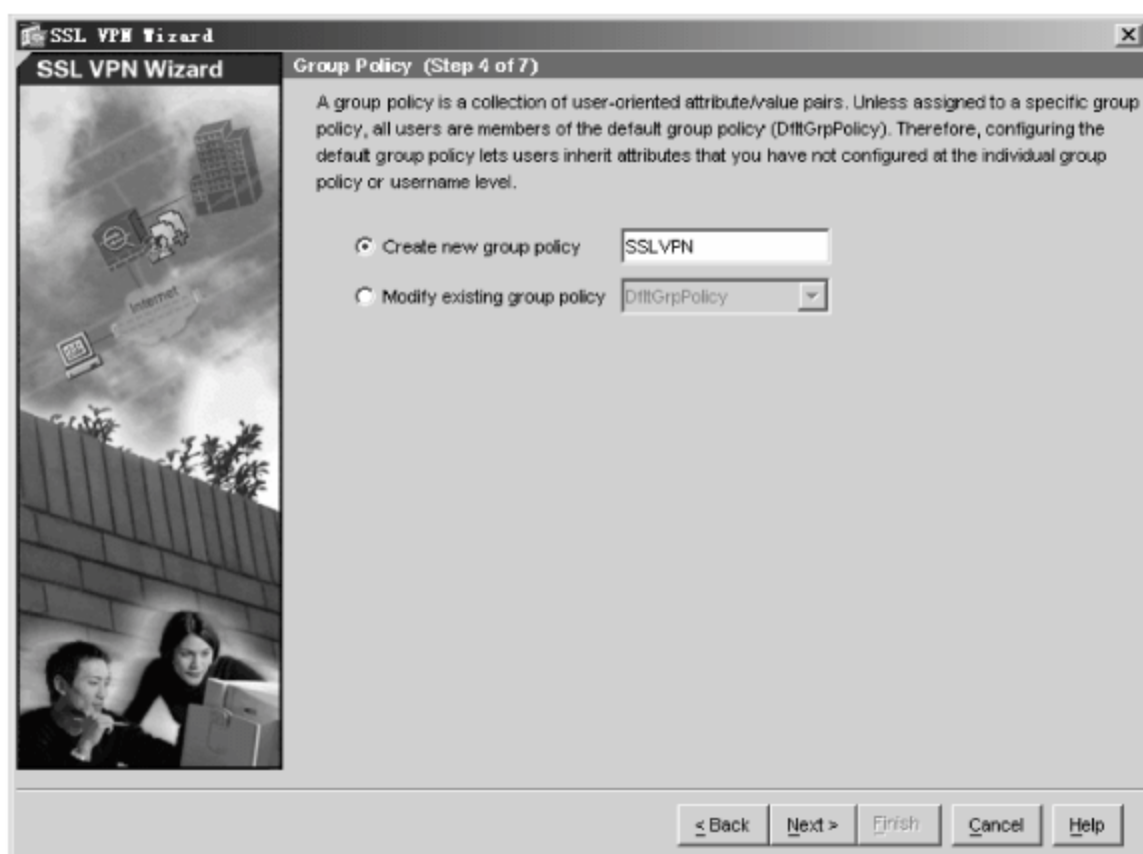 SSL VPN Wizard
SSL VPN Wizard
Group Policy (Step 4 of 7)
A group policy is a collection of user-oriented attribute/value pairs. Unless assigned to a specific group
policy, all users are members of the default group policy (DfltGrpPolicy). Therefore, configuring the
default group policy lets users inherit attributes that you have not configured at the individual group
policy or username level.
Create new group policy
SSLVPN
Modify existing group policy
DfltGrpPolicy
Internet
< Back
Next >
Finish
Cancel
Help